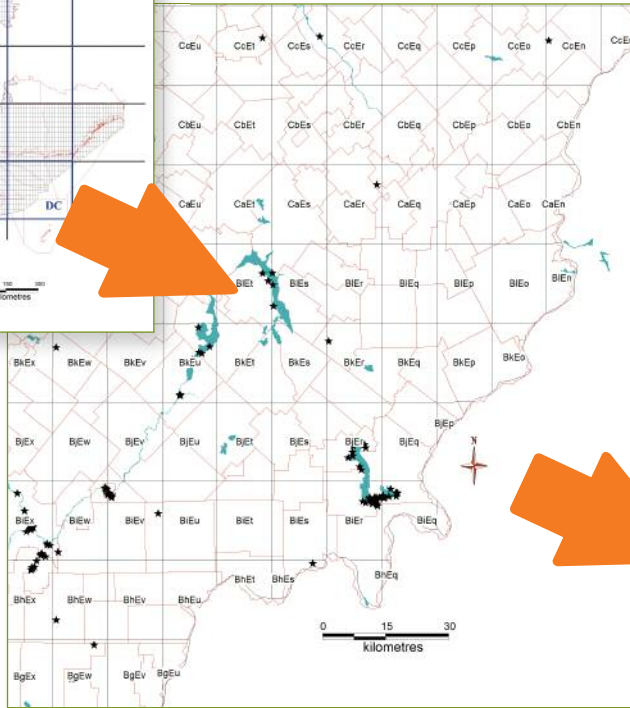 CcEu CcEt CcEs CcEr CcEq CcEp CcEo CcEn
CbEu CbEt CbEs CbEr CbEq CbEp CbEo CbEn
DC
CaEu CaEt CaEs CaEr CaEq CaEp CaEo CaEn
BlEt BlEs BlEr BlEq BlEp BlEo BlEn
BkEx BkEw BkEv BkEu BkEt BkEs BkEr BkEq BkEp BkEo
BjEx BjEw BjEv BjEu BjEt BjEs BjEr BjEq BjEp
N
BiEx BiEw BiEv BiEu BiEt BiEs BiEr BiEq
BhEt BhEs BhEq
BhEx BhEw BhEv BhEu
0 15 30
kilometres
BgEx BgEw BgEv BgEu